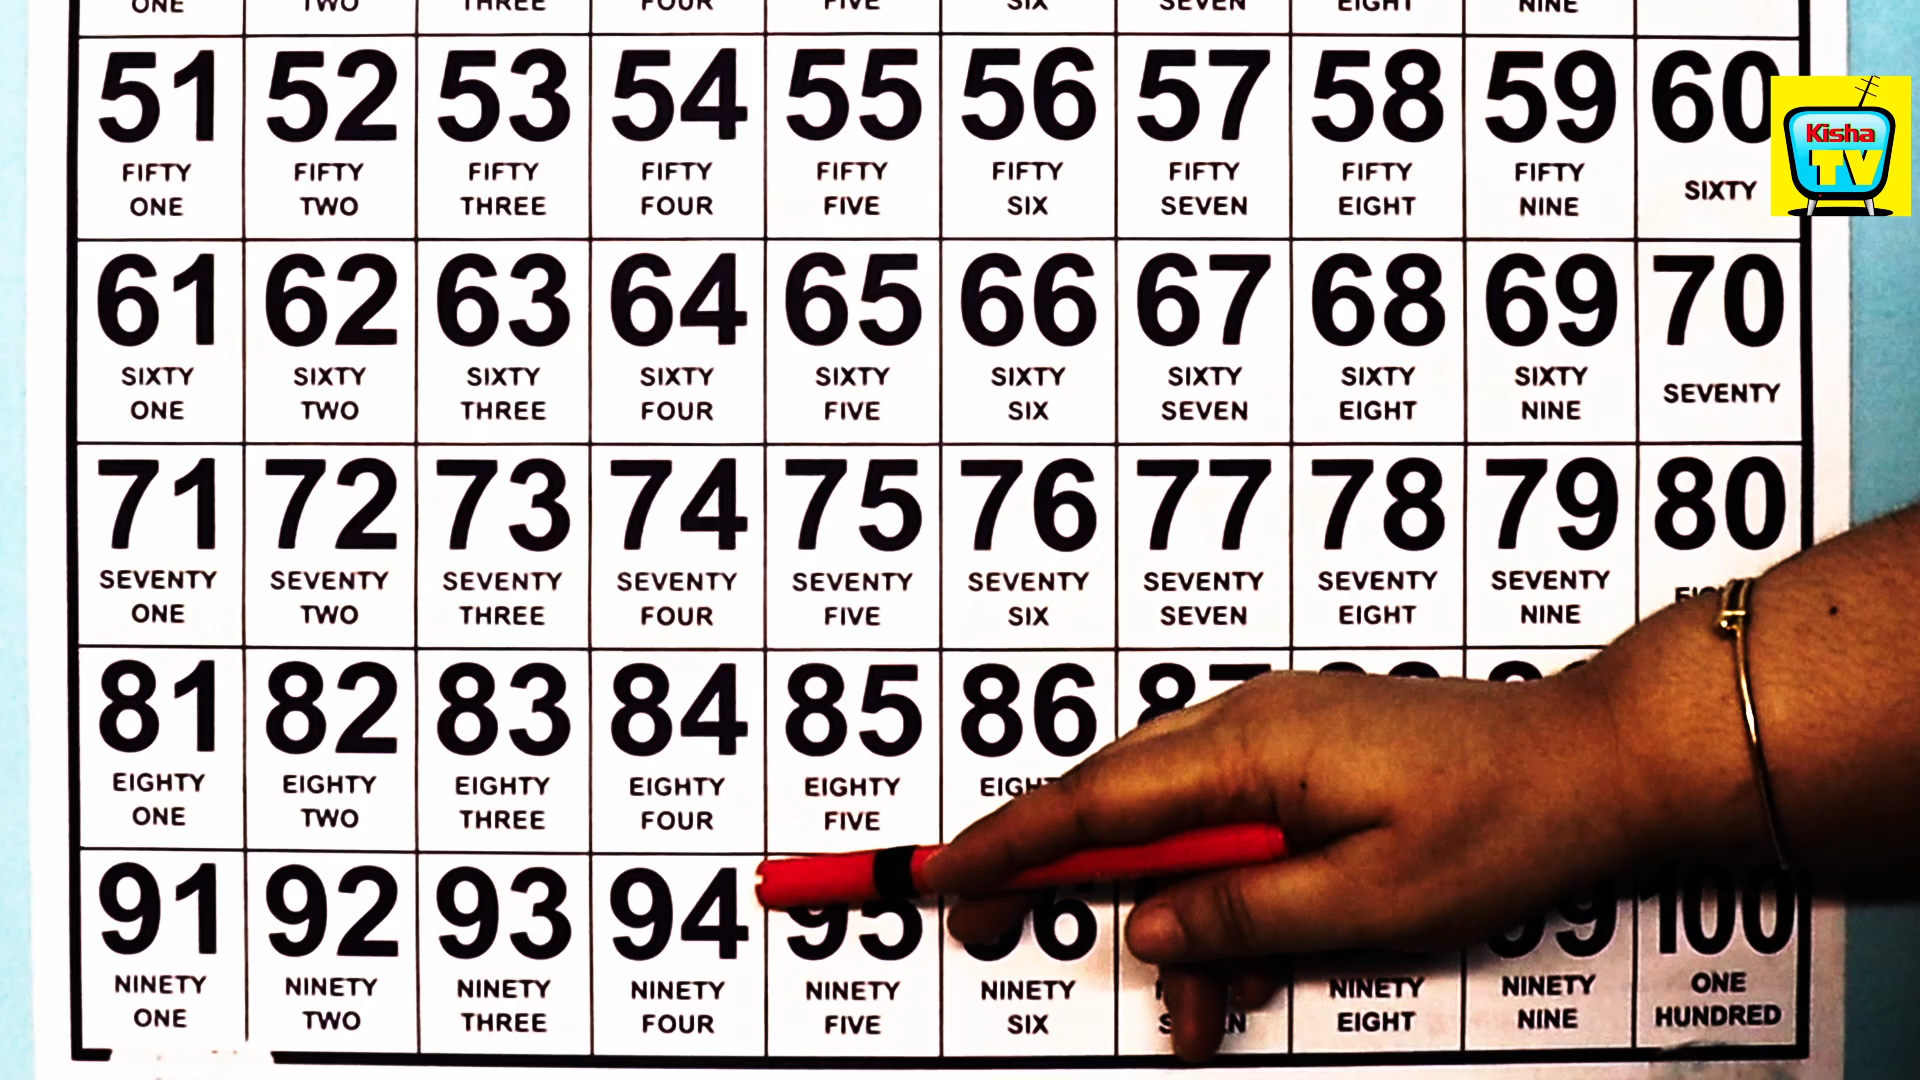 ONE TWO THREE FOUR FIVE SIX SEVEN EIGHT NINE
51 52 53 54 55 56 57 58 59 60
FIFTY FIFTY FIFTY FIFTY FIFTY FIFTY FIFTY FIFTY FIFTY SIXTY
ONE TWO THREE FOUR FIVE SIX SEVEN EIGHT NINE
Kisha
TV
61 62 63 64 65 66 67 68 69 70
SIXTY SIXTY SIXTY SIXTY SIXTY SIXTY SIXTY SIXTY SIXTY SEVENTY
ONE TWO THREE FOUR FIVE SIX SEVEN EIGHT NINE
71 72 73 74 75 76 77 78 79 80
SEVENTY SEVENTY SEVENTY SEVENTY SEVENTY SEVENTY SEVENTY SEVENTY SEVENTY
ONE TWO THREE FOUR FIVE SIX SEVEN EIGHT NINE
81 82 83 84 85 86 87
EIGHTY EIGHTY EIGHTY EIGHTY EIGHTY
ONE TWO THREE FOUR FIVE
91 92 93 94 95 96 99 100
NINETY NINETY NINETY NINETY NINETY NINETY NINETY NINETY ONE
ONE TWO THREE FOUR FIVE SIX EIGHT NINE HUNDRED